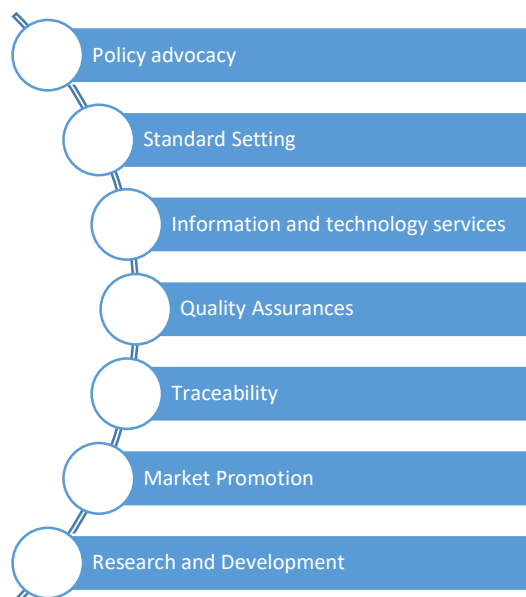 Policy advocacy
Standard Setting
Information and technology services
Quality Assurances
Traceability
Market Promotion
Research and Development